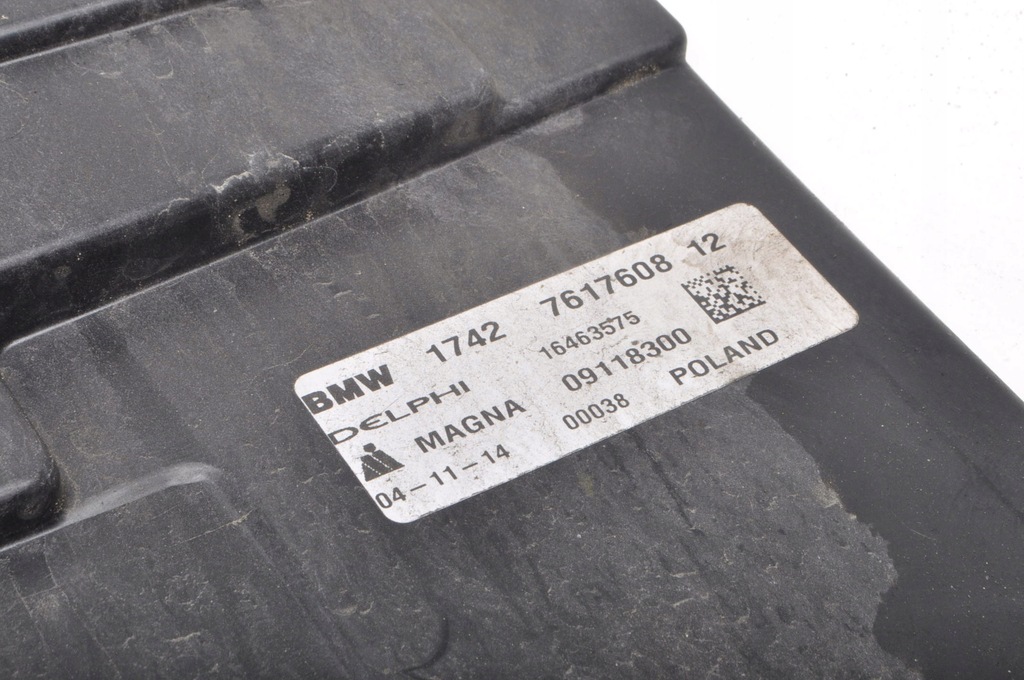 BMW 1742 7617608 12
DELPHI 16463575
MAGNA 09118300
04-11-14 00038 POLAND